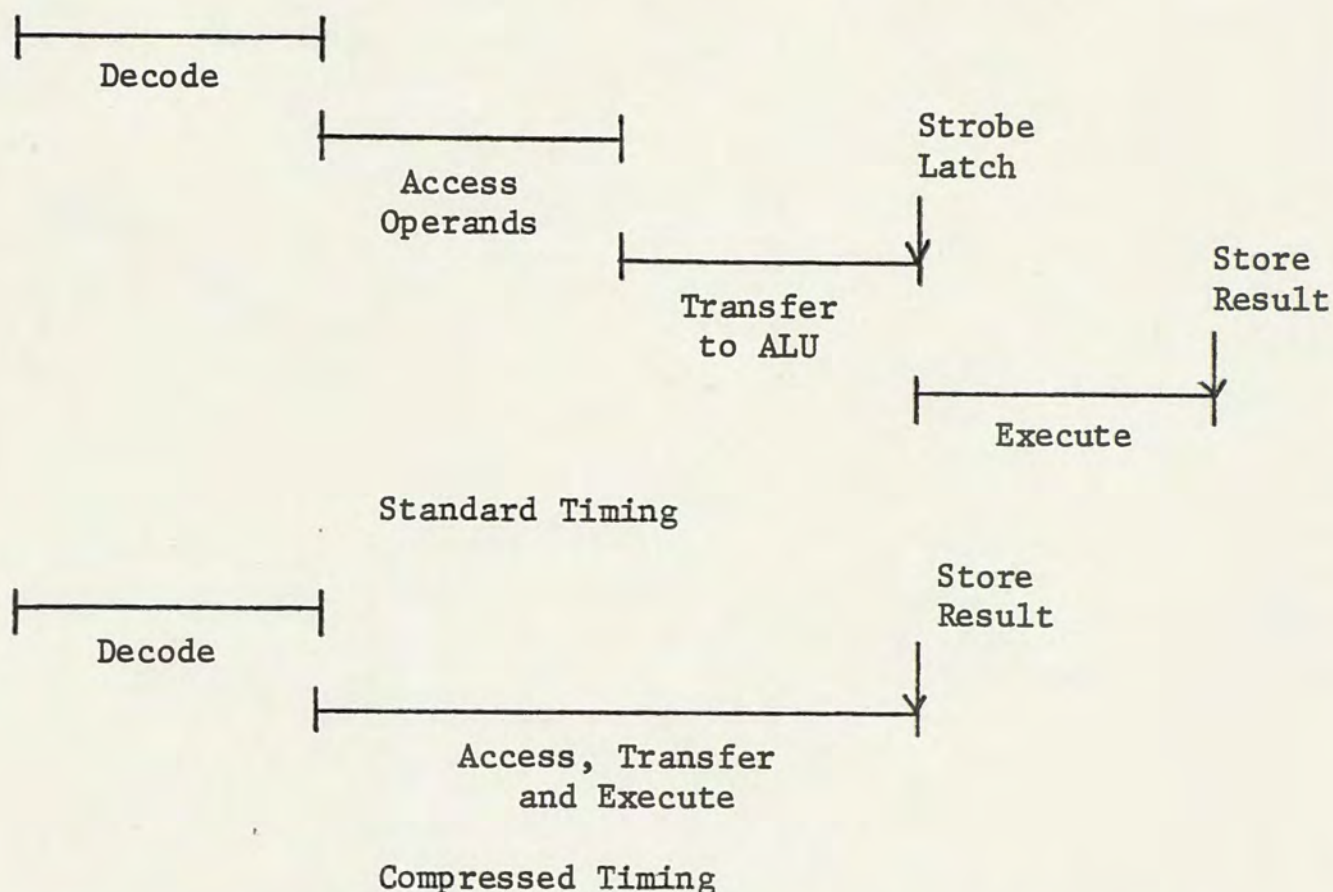 Decode
Access
Operands
Strobe
Latch
Transfer
to ALU
Store
Result
Execute
Standard Timing
Decode
Store
Result
Access, Transfer
and Execute
Compressed Timing